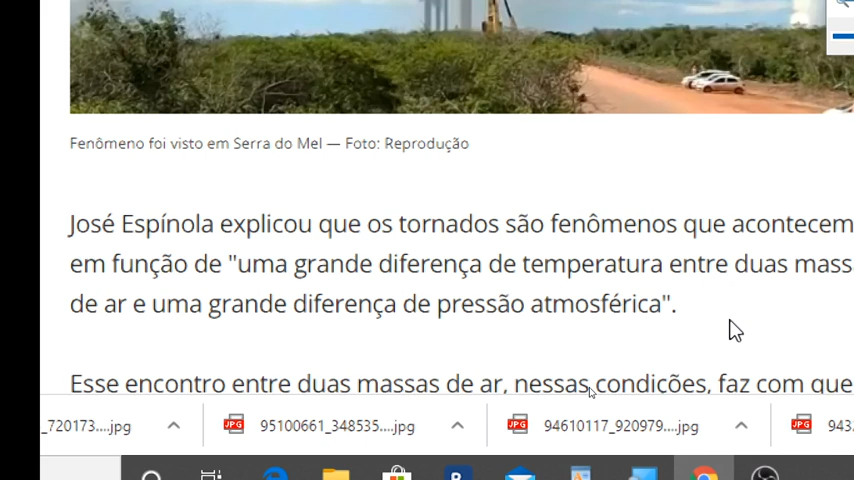 Fenômeno foi visto em Serra do Mel — Foto: Reprodução
José Espínola explicou que os tornados são fenômenos que acontecem
em função de "uma grande diferença de temperatura entre duas mass
de ar e uma grande diferença de pressão atmosférica".
Esse encontro entre duas massas de ar, nessas condições, faz com que
_720173....jpg JPG 95100661_348535....jpg JPG 94610117_920979....jpg JPG 943.